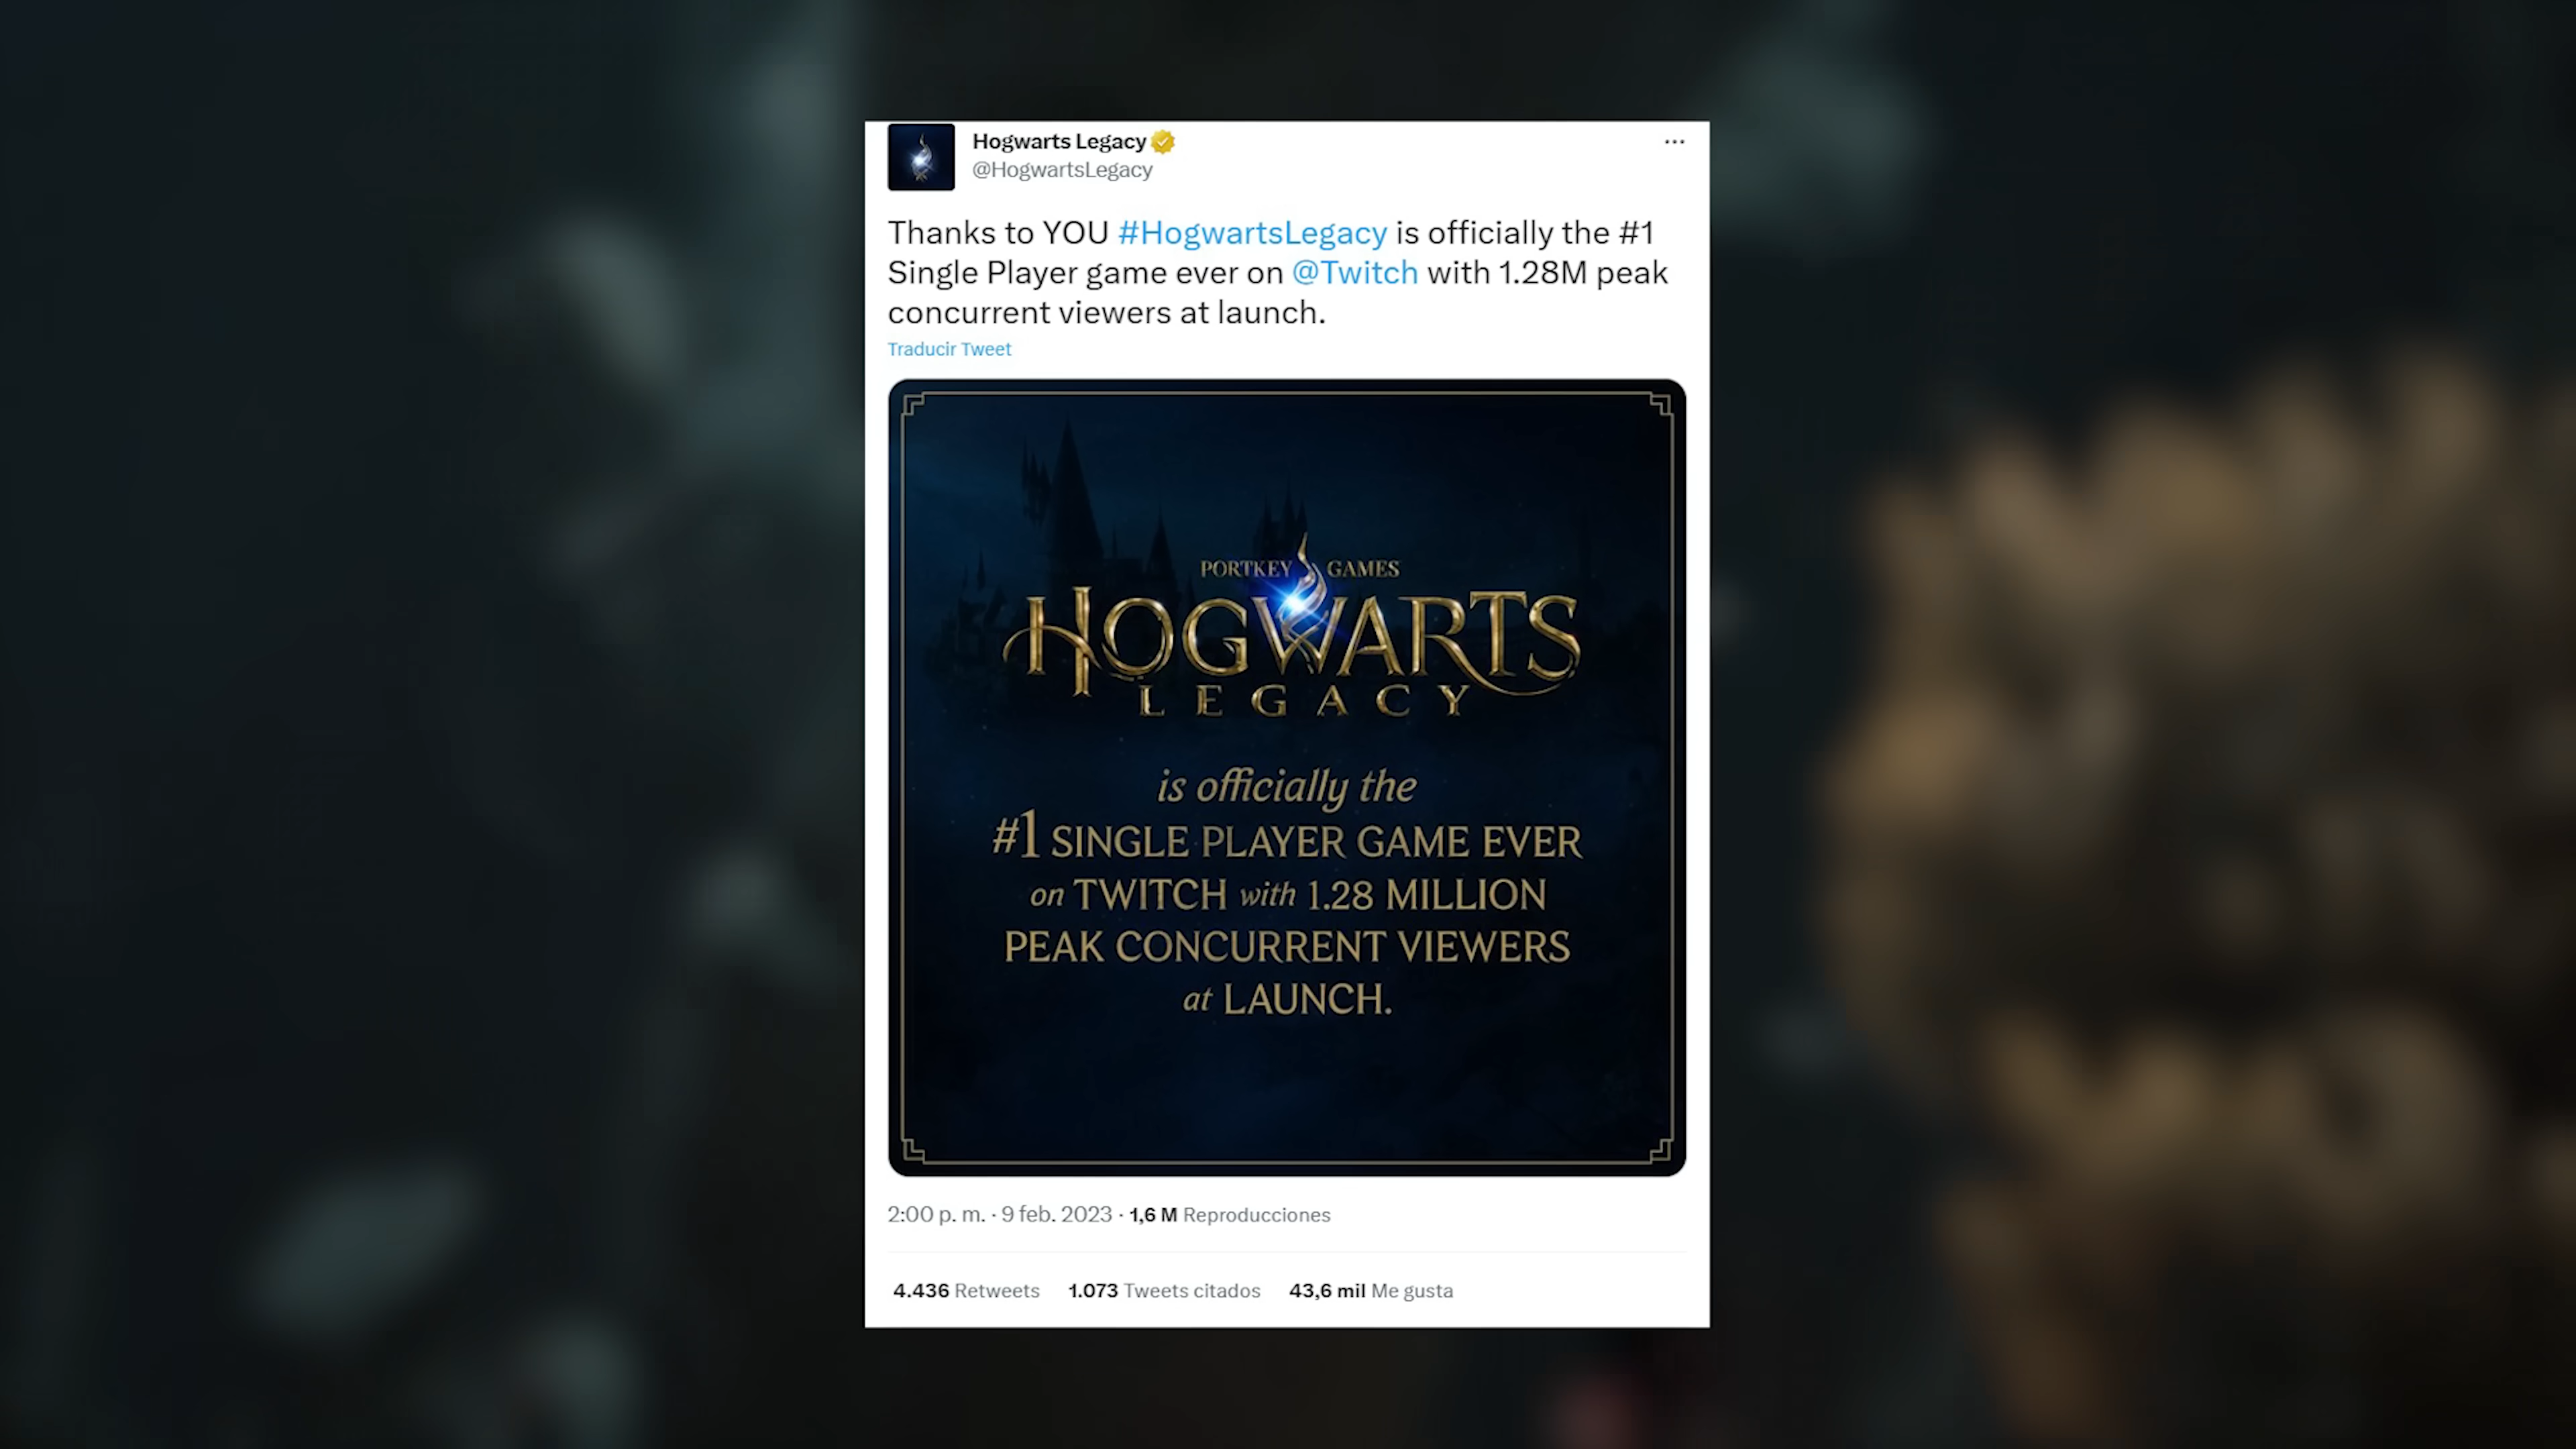 Hogwarts Legacy
@HogwartsLegacy
Thanks to YOU #HogwartsLegacy is officially the #1
Single Player game ever on @Twitch with 1.28M peak
concurrent viewers at launch.
Traducir Tweet
PORTKEY GAMES
HOGWARTS
LEGACY
is officially the
#1 SINGLE PLAYER GAME EVER
on TWITCH with 1.28 MILLION
PEAK CONCURRENT VIEWERS
at LAUNCH.
2:00 p. m. · 9 feb. 2023 · 1,6 M Reproducciones
4.436 Retweets 1.073 Tweets citados 43,6 mil Me gusta